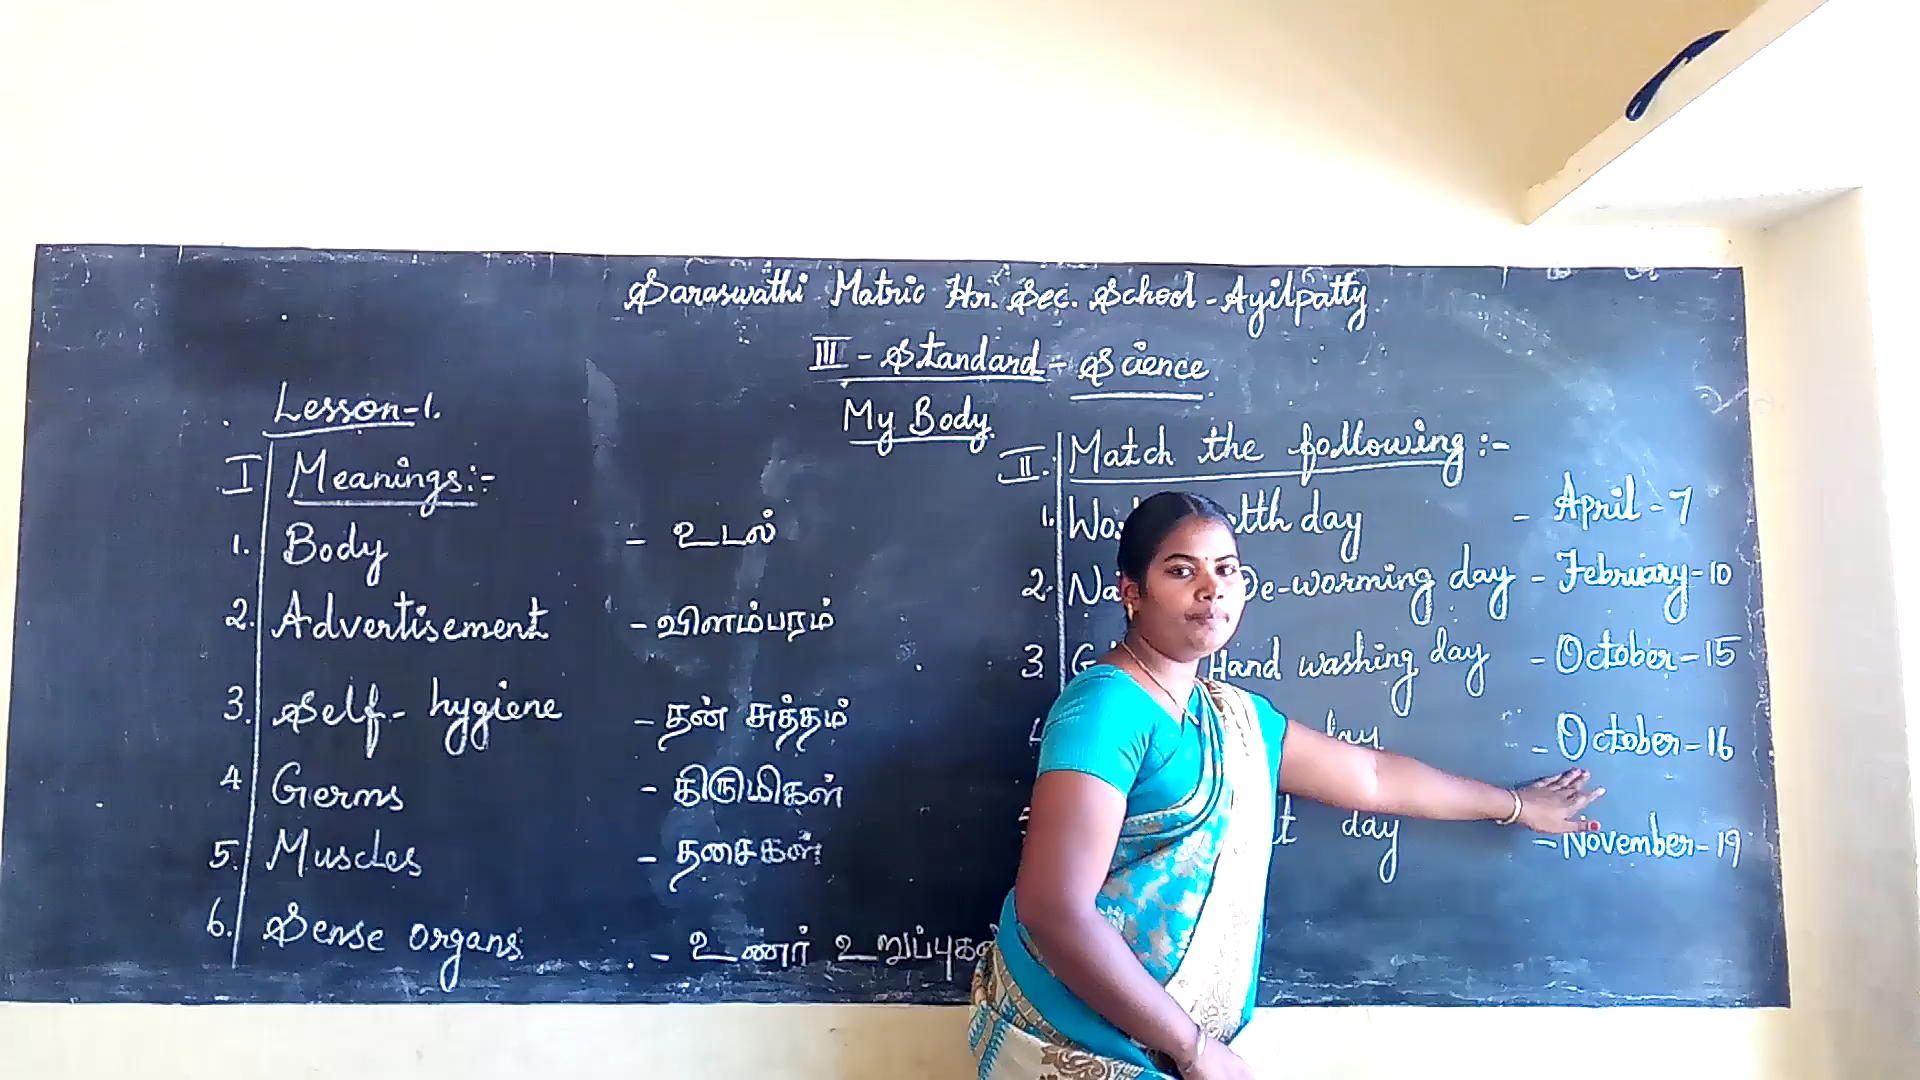 Saraswathi Matric Hr. Sec. School - Ayilpatty
III - Standard - Science
Lesson-1.
My Body
I Meanings:-
1. Body - உடல்
2. Advertisement - விளம்பரம்
3. Self- hygiene - தன் சுத்தம்
4 Germs - கிருமிகள்
5. Muscles - தசைகள்
6. Sense organs - உணர் உறுப்புகள்
II. Match the following :-
1. day - April - 7
2. De-worming day - February - 10
3. Hand washing day - October - 15
day - October - 16
day - November - 19